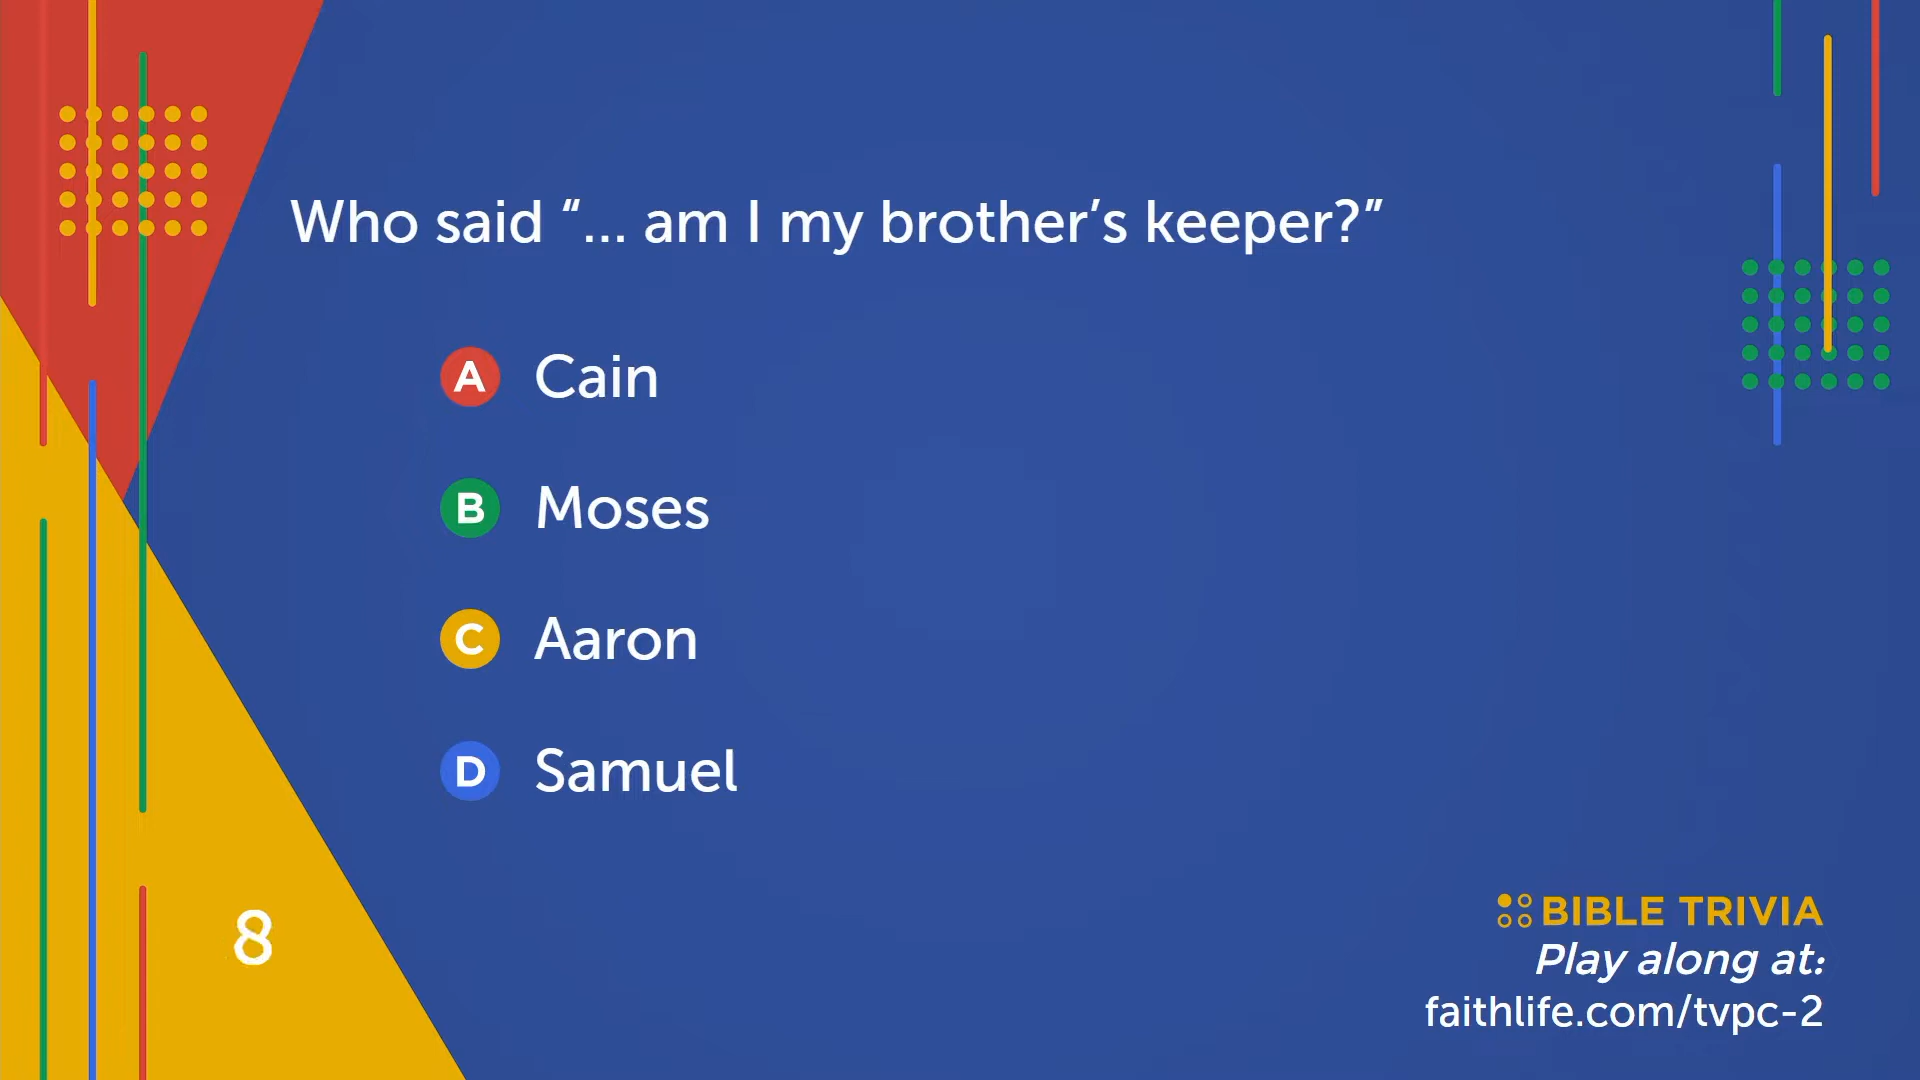 Who said “... am I my brother’s keeper?”
A Cain
B Moses
C Aaron
D Samuel
8
BIBLE TRIVIA
Play along at:
faithlife.com/tvpc-2